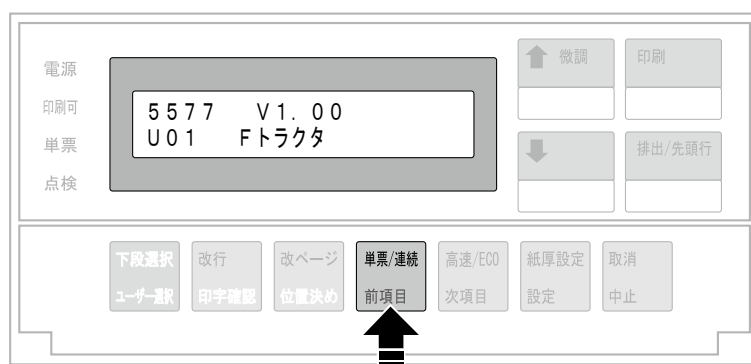 電源
印刷可
単票
点検
5577 V1.00
U01 Fトラクタ
微調
印刷
排出/先頭行
下段選択
ユーザー選択
改行
印字確認
改ページ
位置決め
単票/連続
前項目
高速/ECO
次項目
紙厚設定
設定
取消
中止